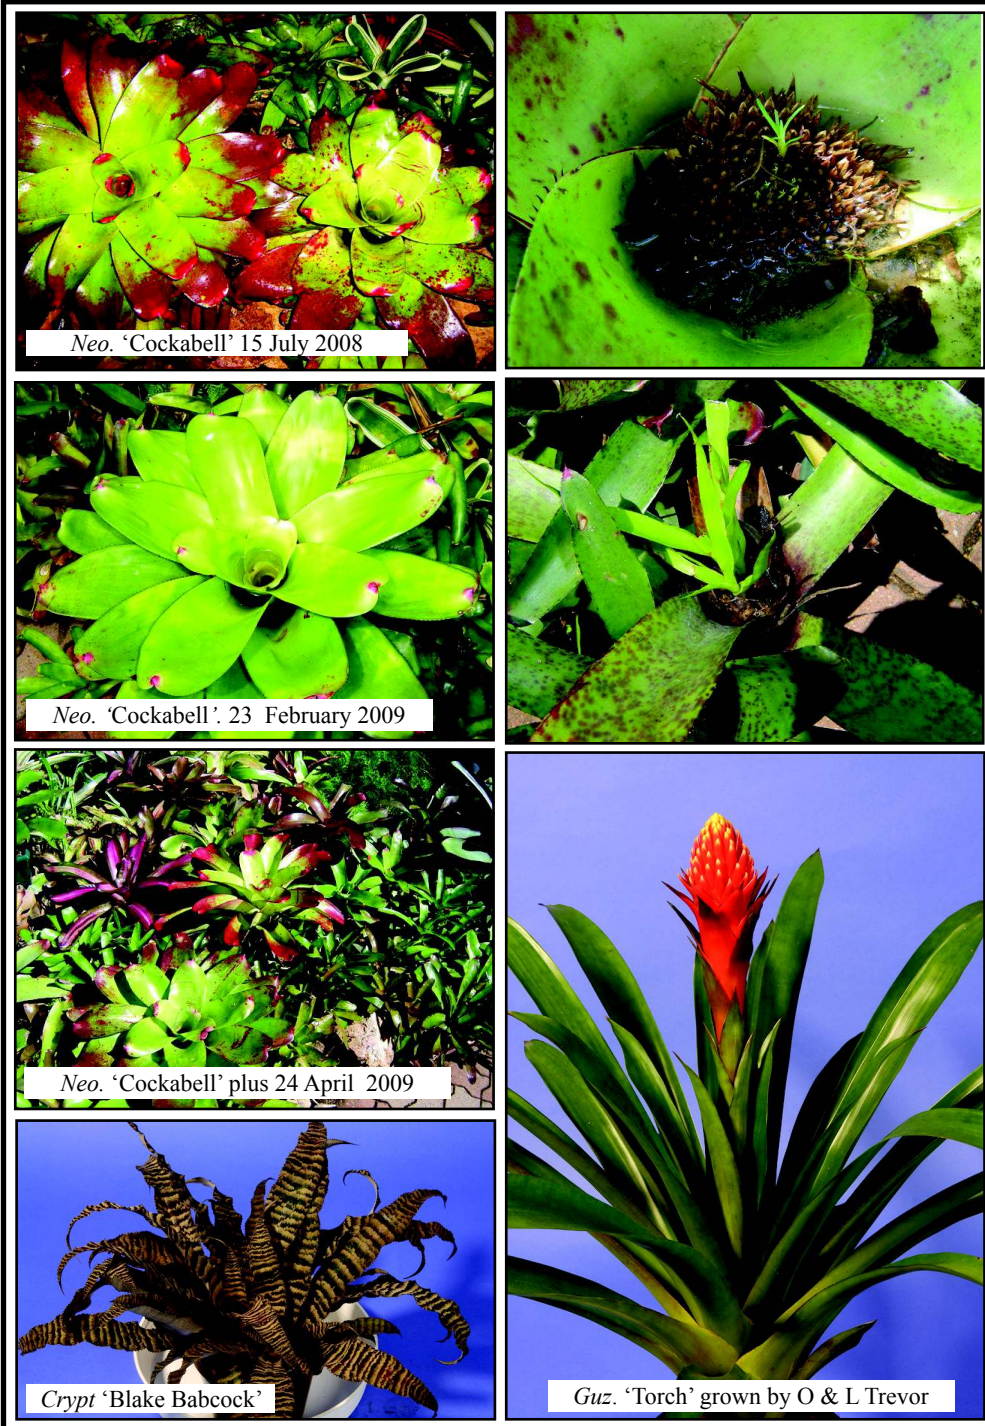 Neo. ‘Cockabell’ 15 July 2008
Neo. ‘Cockabell’. 23 February 2009
Neo. ‘Cockabell’ plus 24 April 2009
Crypt ‘Blake Babcock’
Guz. ‘Torch’ grown by O & L Trevor